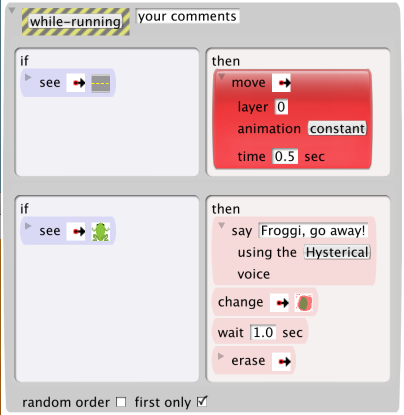 while-running your comments
if
see
then
move
layer 0
animation constant
time 0.5 sec
if
see
then
say Froggi, go away!
using the Hysterical
voice
change
wait 1.0 sec
erase
random order first only